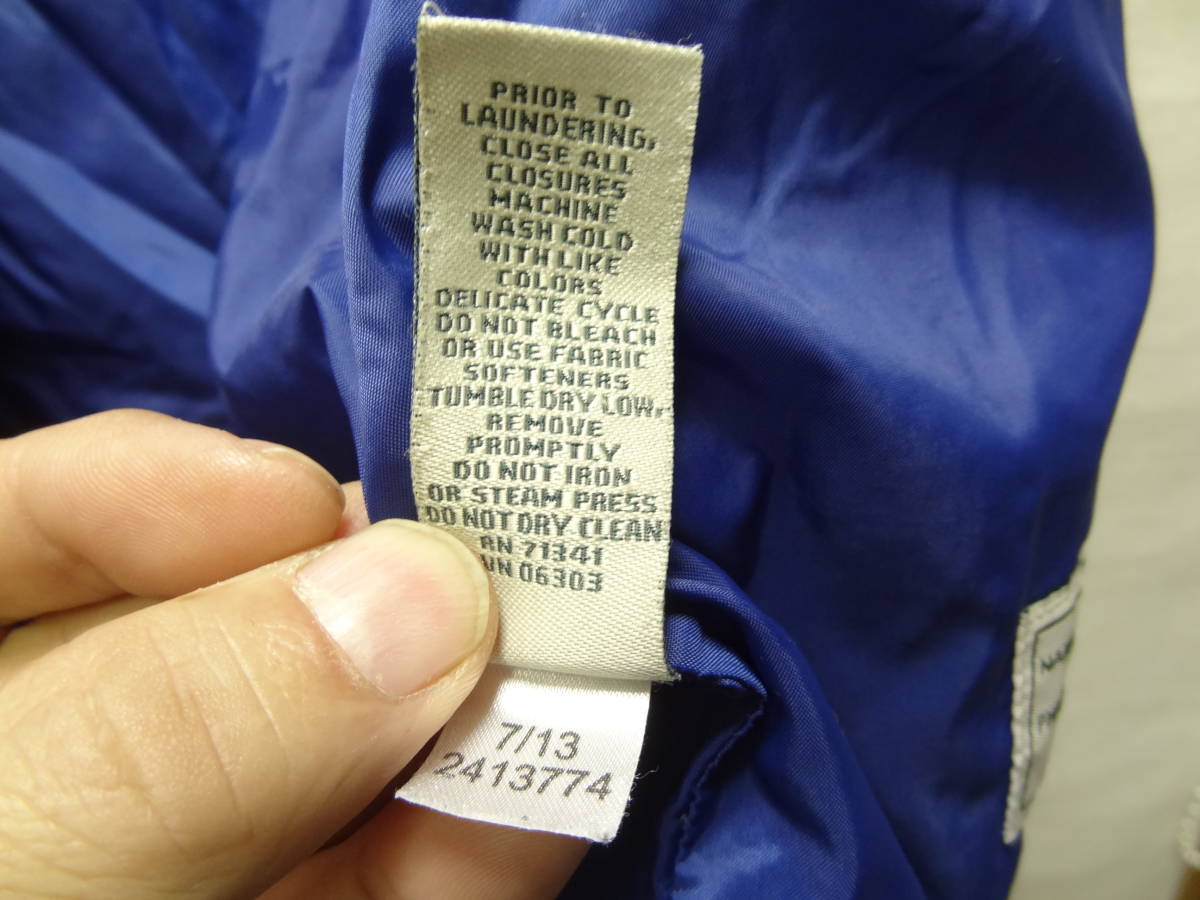 PRIOR TO
LAUNDERING,
CLOSE ALL
CLOSURES
MACHINE
WASH COLD
WITH LIKE
COLORS
DELICATE CYCLE
DO NOT BLEACH
OR USE FABRIC
SOFTENERS
TUMBLE DRY LOW,
REMOVE
PROMPTLY
DO NOT IRON
OR STEAM PRESS
DO NOT DRY CLEAN
RN 71341
06303
7/13
2413774